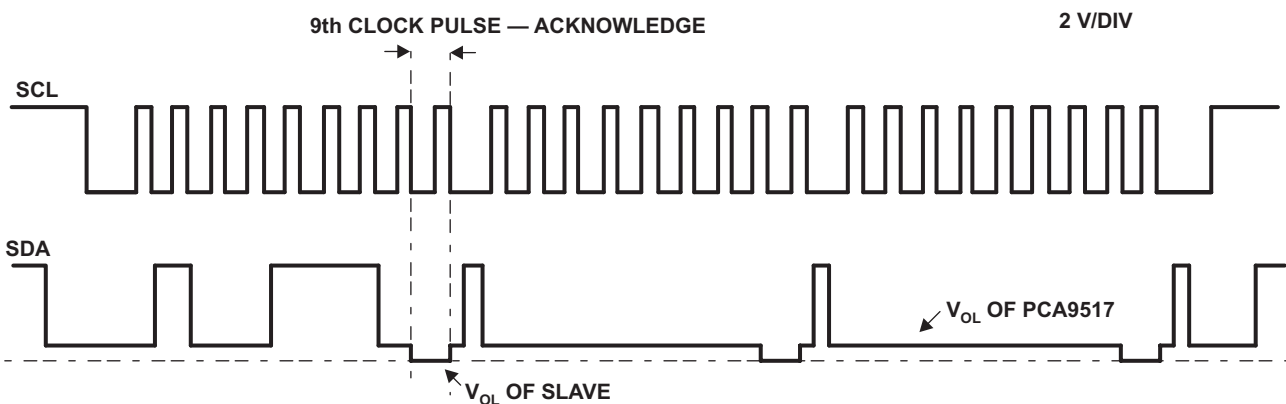 9th CLOCK PULSE — ACKNOWLEDGE
2 V/DIV
SCL
SDA
VOL OF PCA9517
VOL OF SLAVE